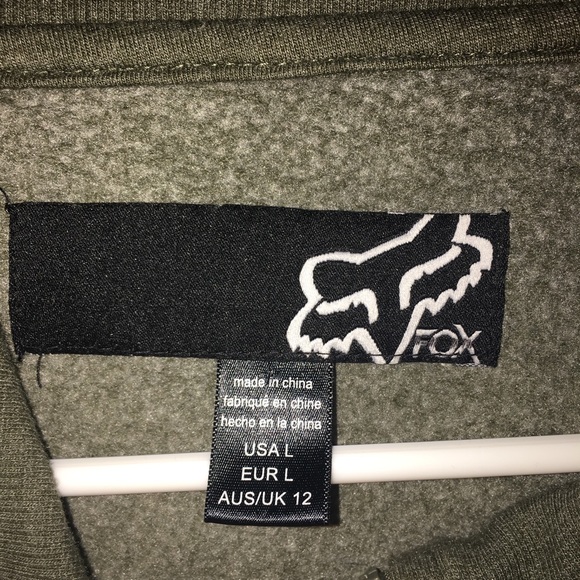 FOX
made in china
fabriqué en chine
hecho en la china
USA L
EUR L
AUS/UK 12